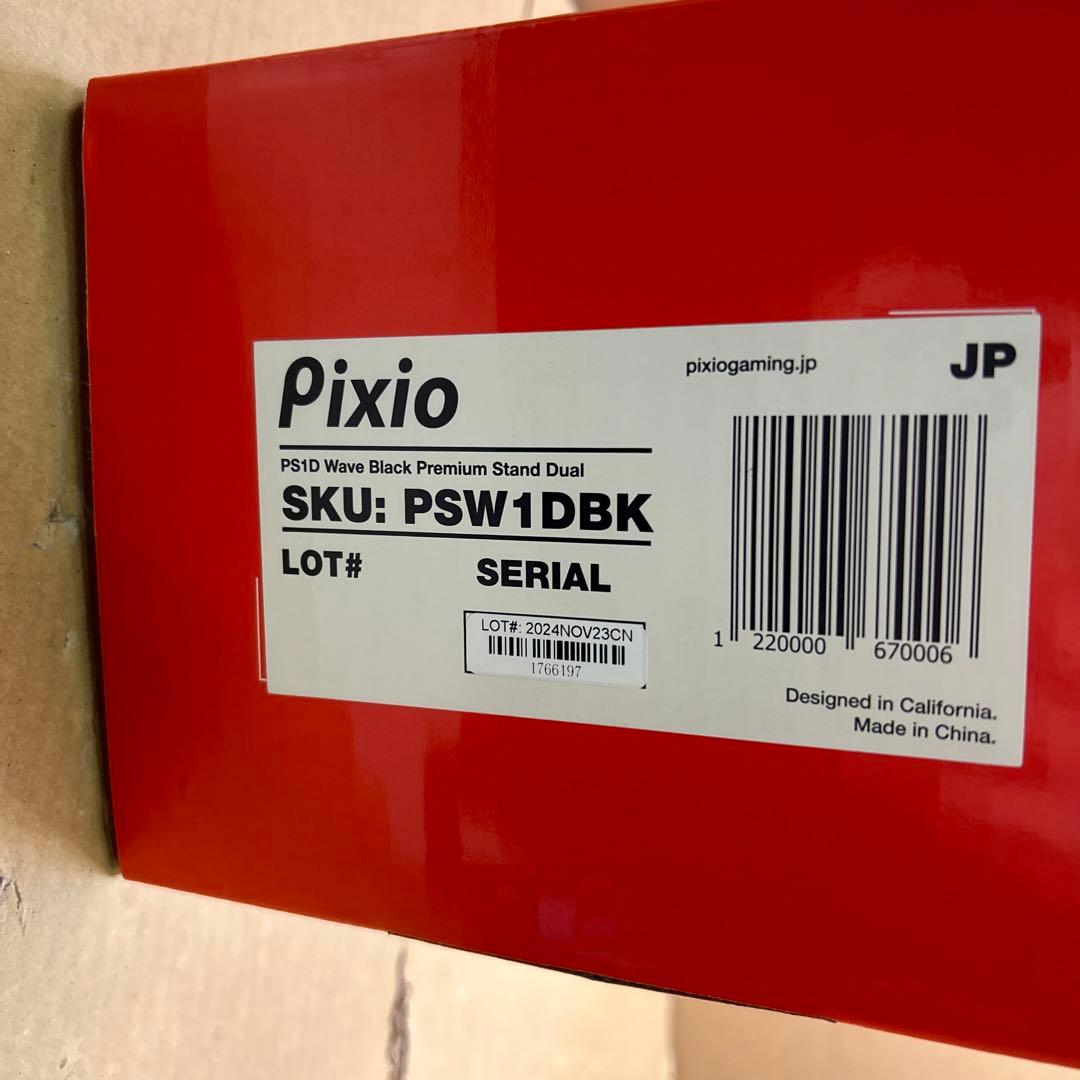 Pixio
pixiogaming.jp
JP
PS1D Wave Black Premium Stand Dual
SKU: PSW1DBK
LOT#
SERIAL
LOT#: 2024NOV23CN
1766197
1 220000 670006
Designed in California.
Made in China.